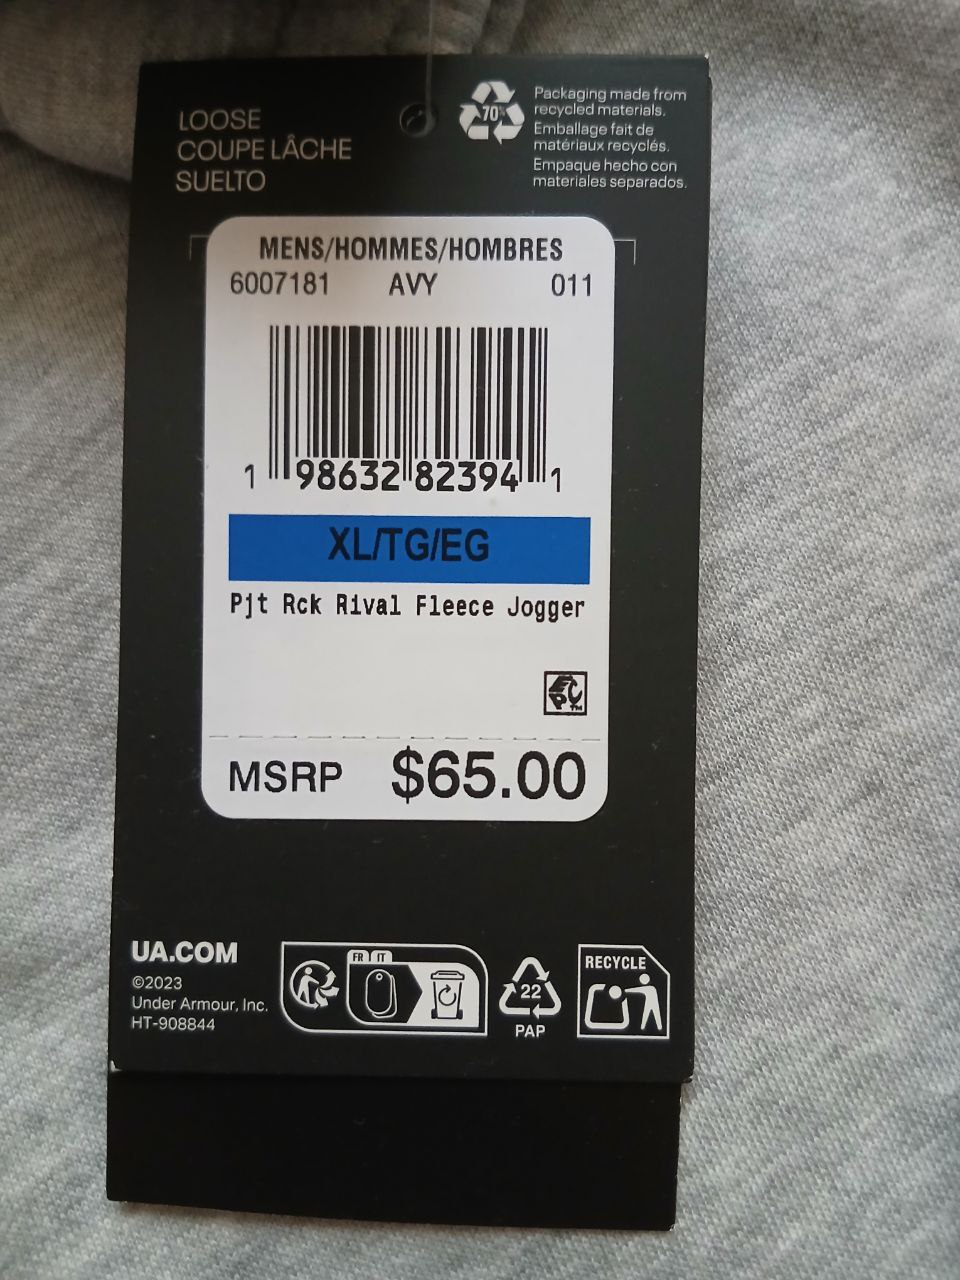 LOOSE
COUPE LÂCHE
SUELTO
70%
Packaging made from
recycled materials.
Emballage fait de
matériaux recyclés.
Empaque hecho con
materiales separados.
MENS/HOMMES/HOMBRES
6007181 AVY 011
1 98632 82394 1
XL/TG/EG
Pjt Rck Rival Fleece Jogger
EPC™
MSRP $65.00
UA.COM
©2023
Under Armour, Inc.
HT-908844
FR IT
22
PAP
RECYCLE